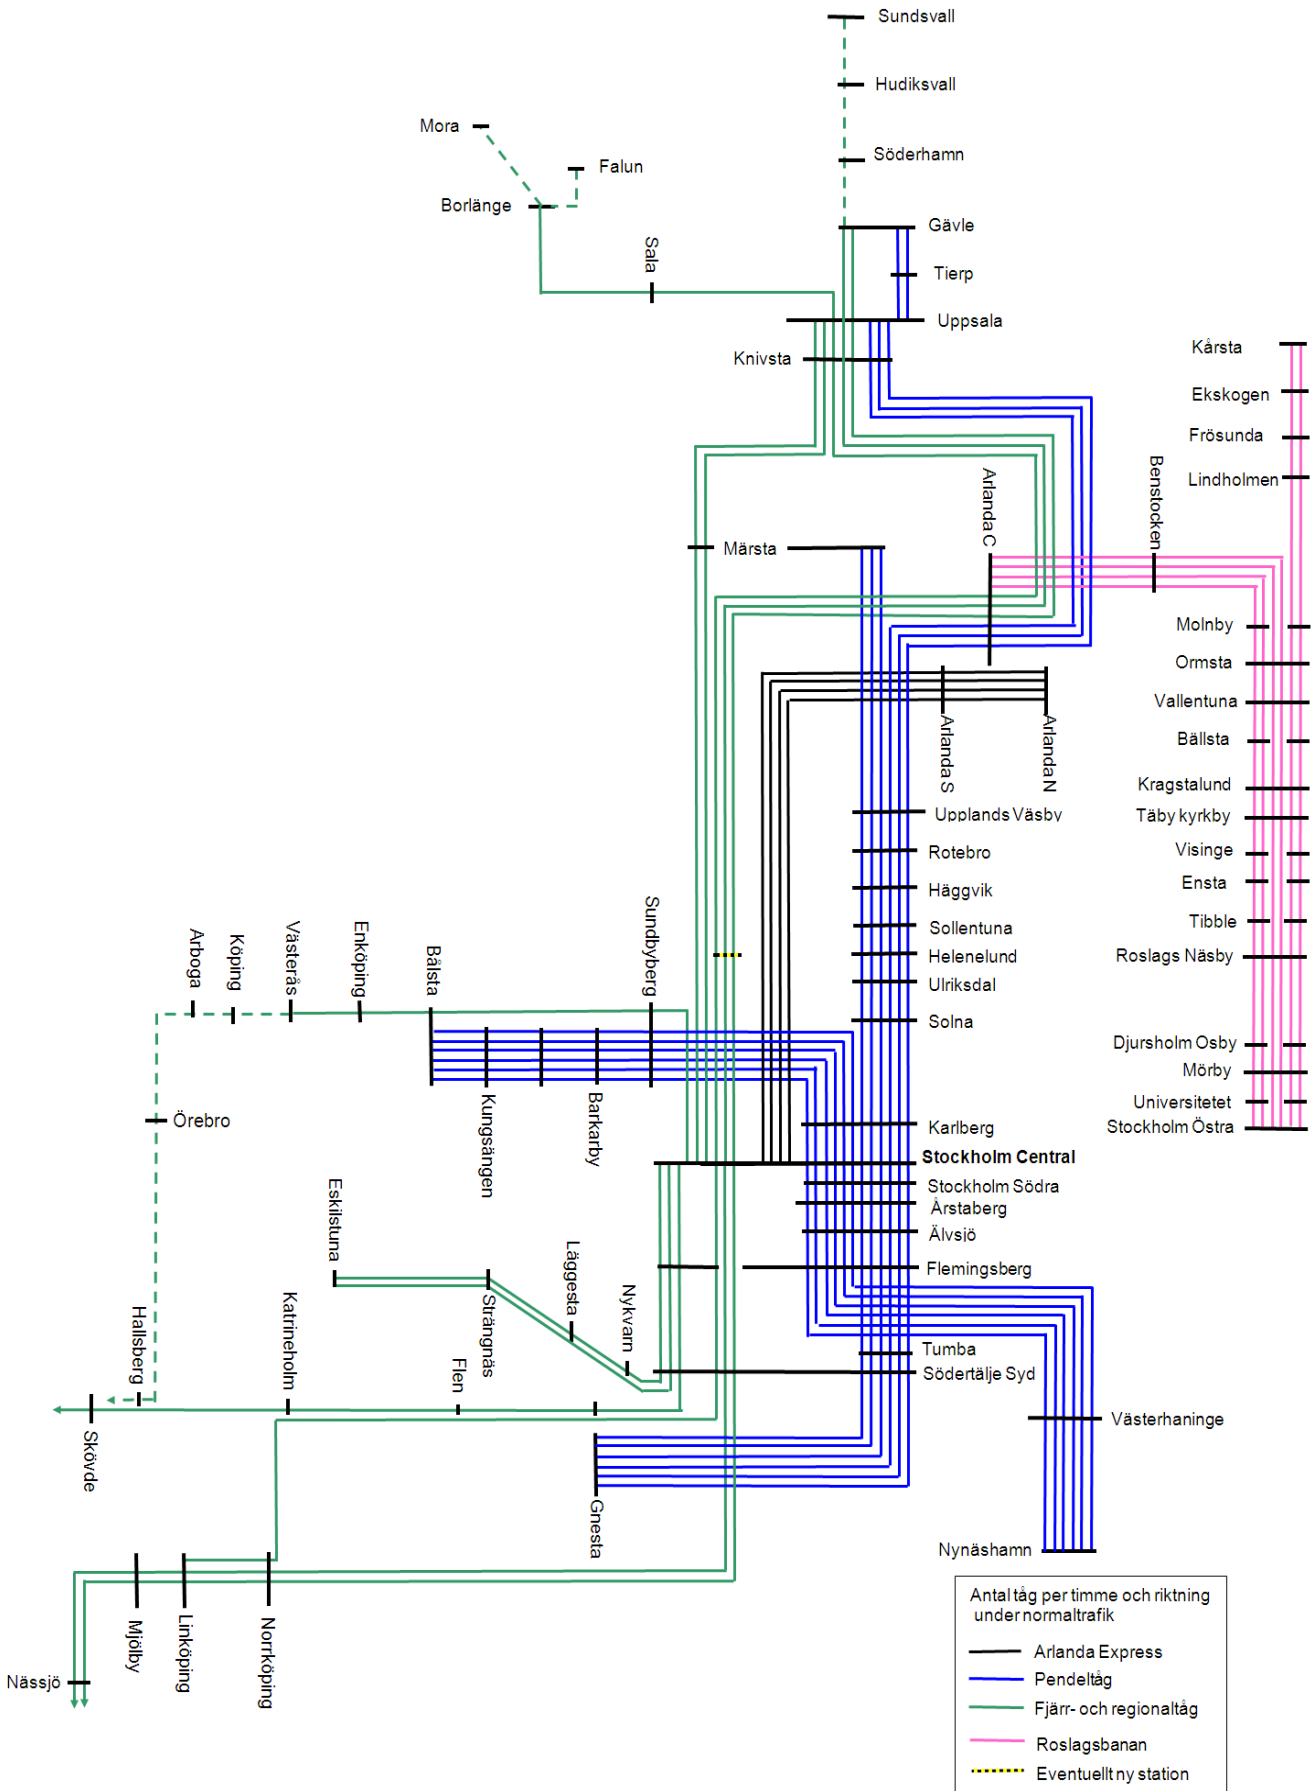 Sundsvall
Hudiksvall
Mora
Söderhamn
Falun
Borlänge
Gävle
Sala
Tierp
Uppsala
Knivsta
Kårsta
Ekskogen
Frösunda
Lindholmen
Arlanda C
Benstocken
Märsta
Molnby
Ormsta
Vallentuna
Bällsta
Arlanda S
Arlanda N
Kragstalund
Upplands Väsby
Täby kyrkby
Rotebro
Visinge
Häggvik
Ensta
Sollentuna
Tibble
Helenelund
Roslags Näsby
Ulriksdal
Solna
Arboga
Köping
Västerås
Enköping
Bålsta
Sundbyberg
Djursholm Osby
Mörby
Universitetet
Örebro
Kungsängen
Barkarby
Karlberg
Stockholm Östra
Stockholm Central
Stockholm Södra
Årstaberg
Älvsjö
Flemingsberg
Eskilstuna
Strängnäs
Läggesta
Nykvarn
Hallsberg
Katrineholm
Flen
Tumba
Södertälje Syd
Västerhaninge
Skövde
Gnesta
Nynäshamn
Mjölby
Linköping
Norrköping
Nässjö
Antal tåg per timme och riktning
under normaltrafik
Arlanda Express
Pendeltåg
Fjärr- och regionaltåg
Roslagsbanan
Eventuellt ny station